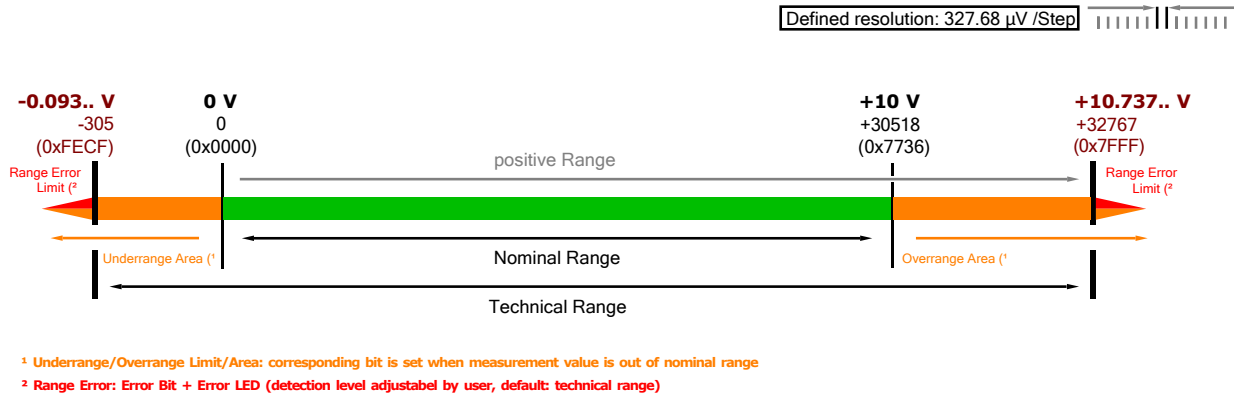 Defined resolution: 327.68 µV /Step
-0.093.. V
0 V
+10 V
+10.737.. V
-305
0
+30518
+32767
(0xFECF)
(0x0000)
(0x7736)
(0x7FFF)
positive Range
Range Error
Limit (²
Range Error
Limit (²
Underrange Area (¹
Nominal Range
Overrange Area (¹
Technical Range
¹ Underrange/Overrange Limit/Area: corresponding bit is set when measurement value is out of nominal range
² Range Error: Error Bit + Error LED (detection level adjustabel by user, default: technical range)